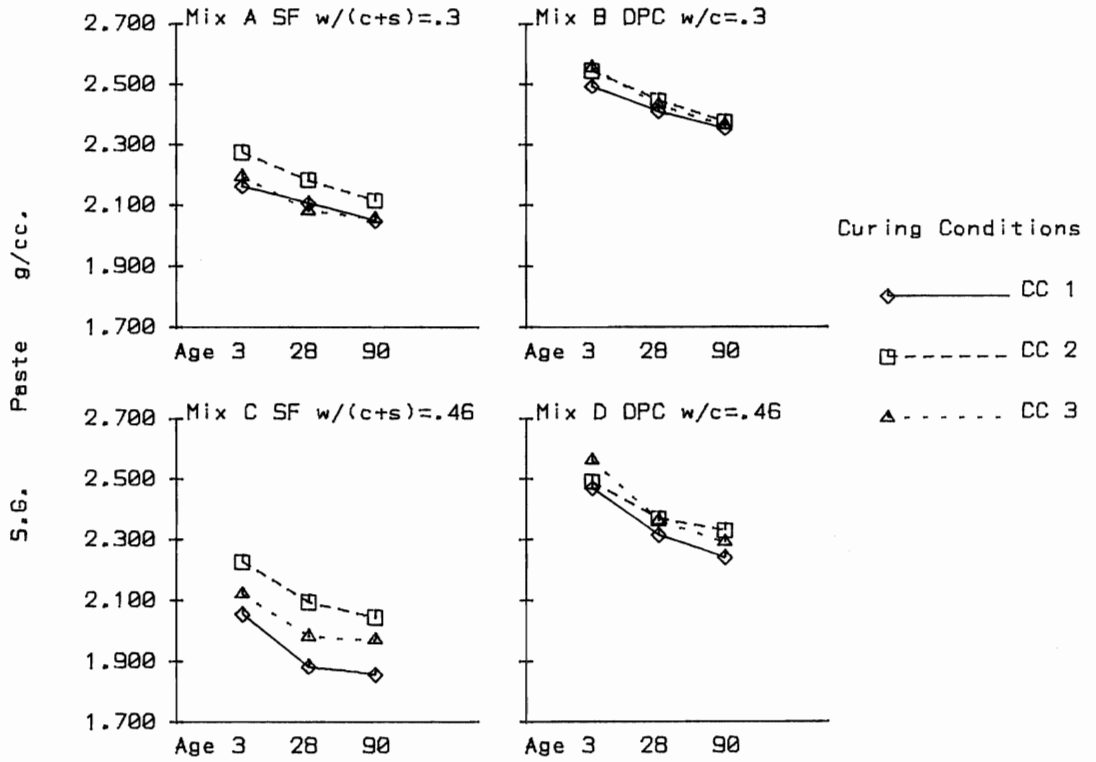 Mix A SF w/(c+s)=.3
2.700
2.500
2.300
2.100
1.900
1.700
Age 3 28 90
Mix B DPC w/c=.3
Age 3 28 90
Mix C SF w/(c+s)=.46
2.700
2.500
2.300
2.100
1.900
1.700
Age 3 28 90
Mix D DPC w/c=.46
Age 3 28 90
S.G. Paste g/cc.
Curing Conditions
CC 1
CC 2
CC 3